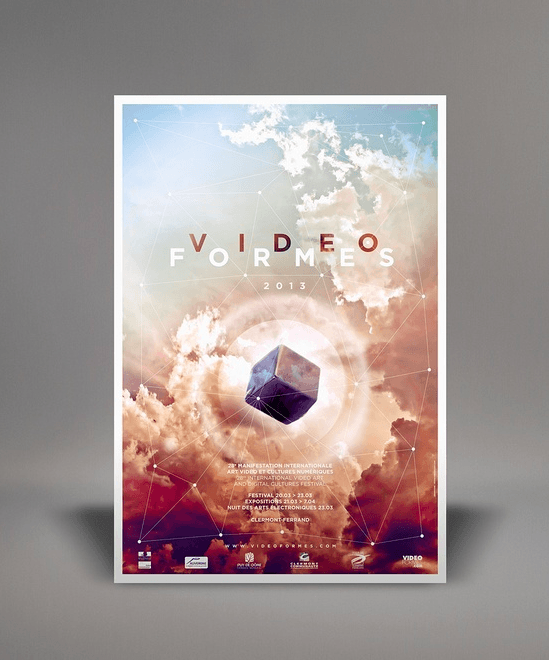 VIDEO
FORMES
2013
28e MANIFESTATION INTERNATIONALE
ART VIDÉO ET CULTURES NUMÉRIQUES
28th INTERNATIONAL VIDEO ART
AND DIGITAL CULTURES FESTIVAL
FESTIVAL 20.03 > 23.03
EXPOSITIONS 21.03 > 7.04
NUIT DES ARTS ÉLECTRONIQUES 23.03
CLERMONT-FERRAND
WWW.VIDEOFORMES.COM
PUY-DE-DÔME
CLERMONT
VIDEO